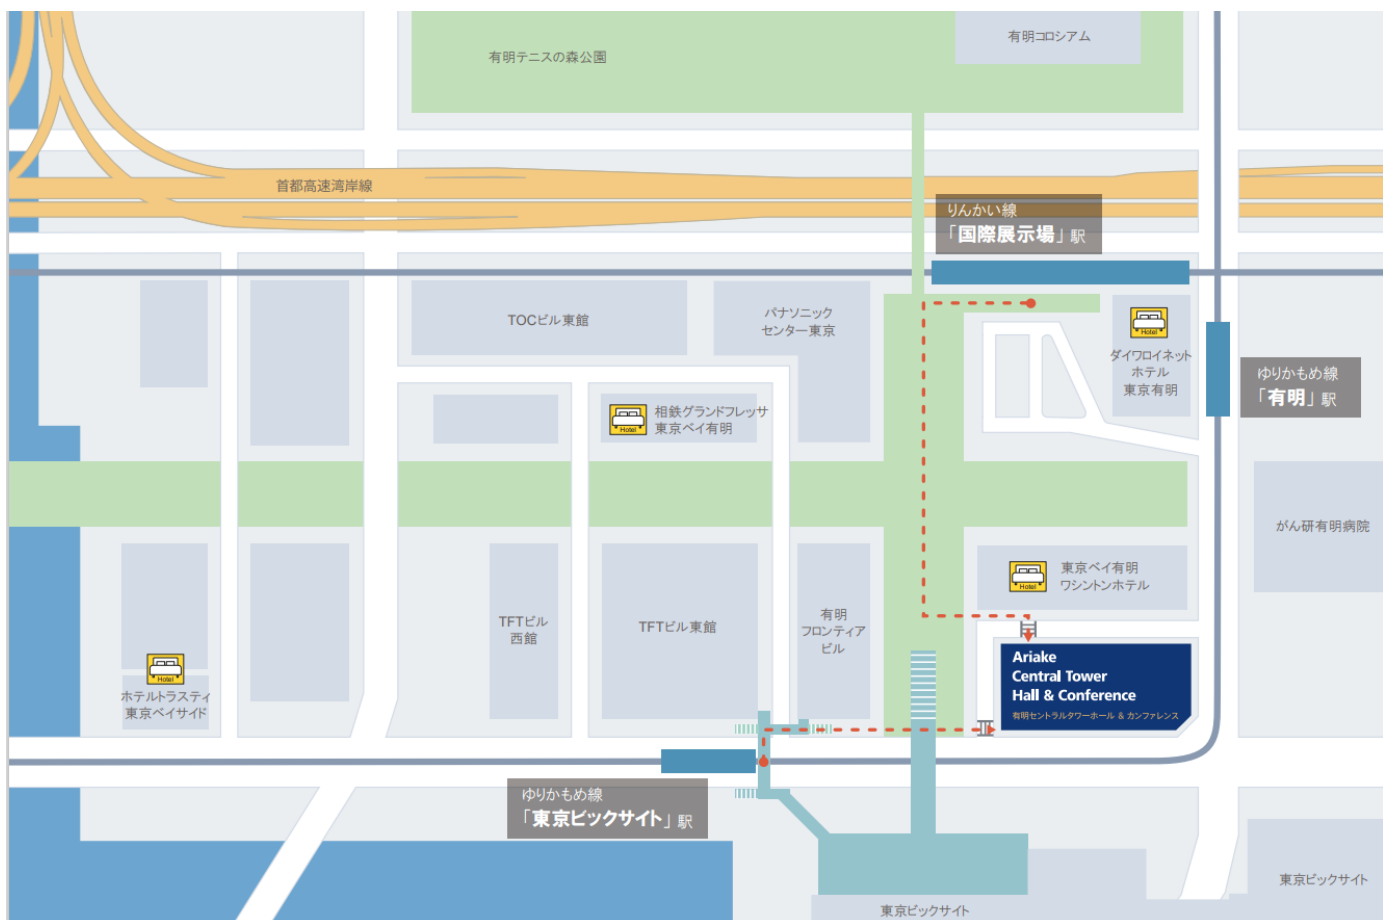 有明コロシアム
有明テニスの森公園
首都高速湾岸線
りんかい線
「国際展示場」駅
TOCビル東館
パナソニック
センター東京
Hotel
ダイワロイネット
ホテル
東京有明
ゆりかもめ線
「有明」駅
Hotel
相鉄グランドフレッサ
東京ベイ有明
がん研有明病院
Hotel
東京ベイ有明
ワシントンホテル
TFTビル
西館
TFTビル東館
有明
フロンティア
ビル
Ariake
Central Tower
Hall & Conference
有明セントラルタワーホール & カンファレンス
Hotel
ホテルトラスティ
東京ベイサイド
ゆりかもめ線
「東京ビックサイト」駅
東京ビックサイト
東京ビックサイト